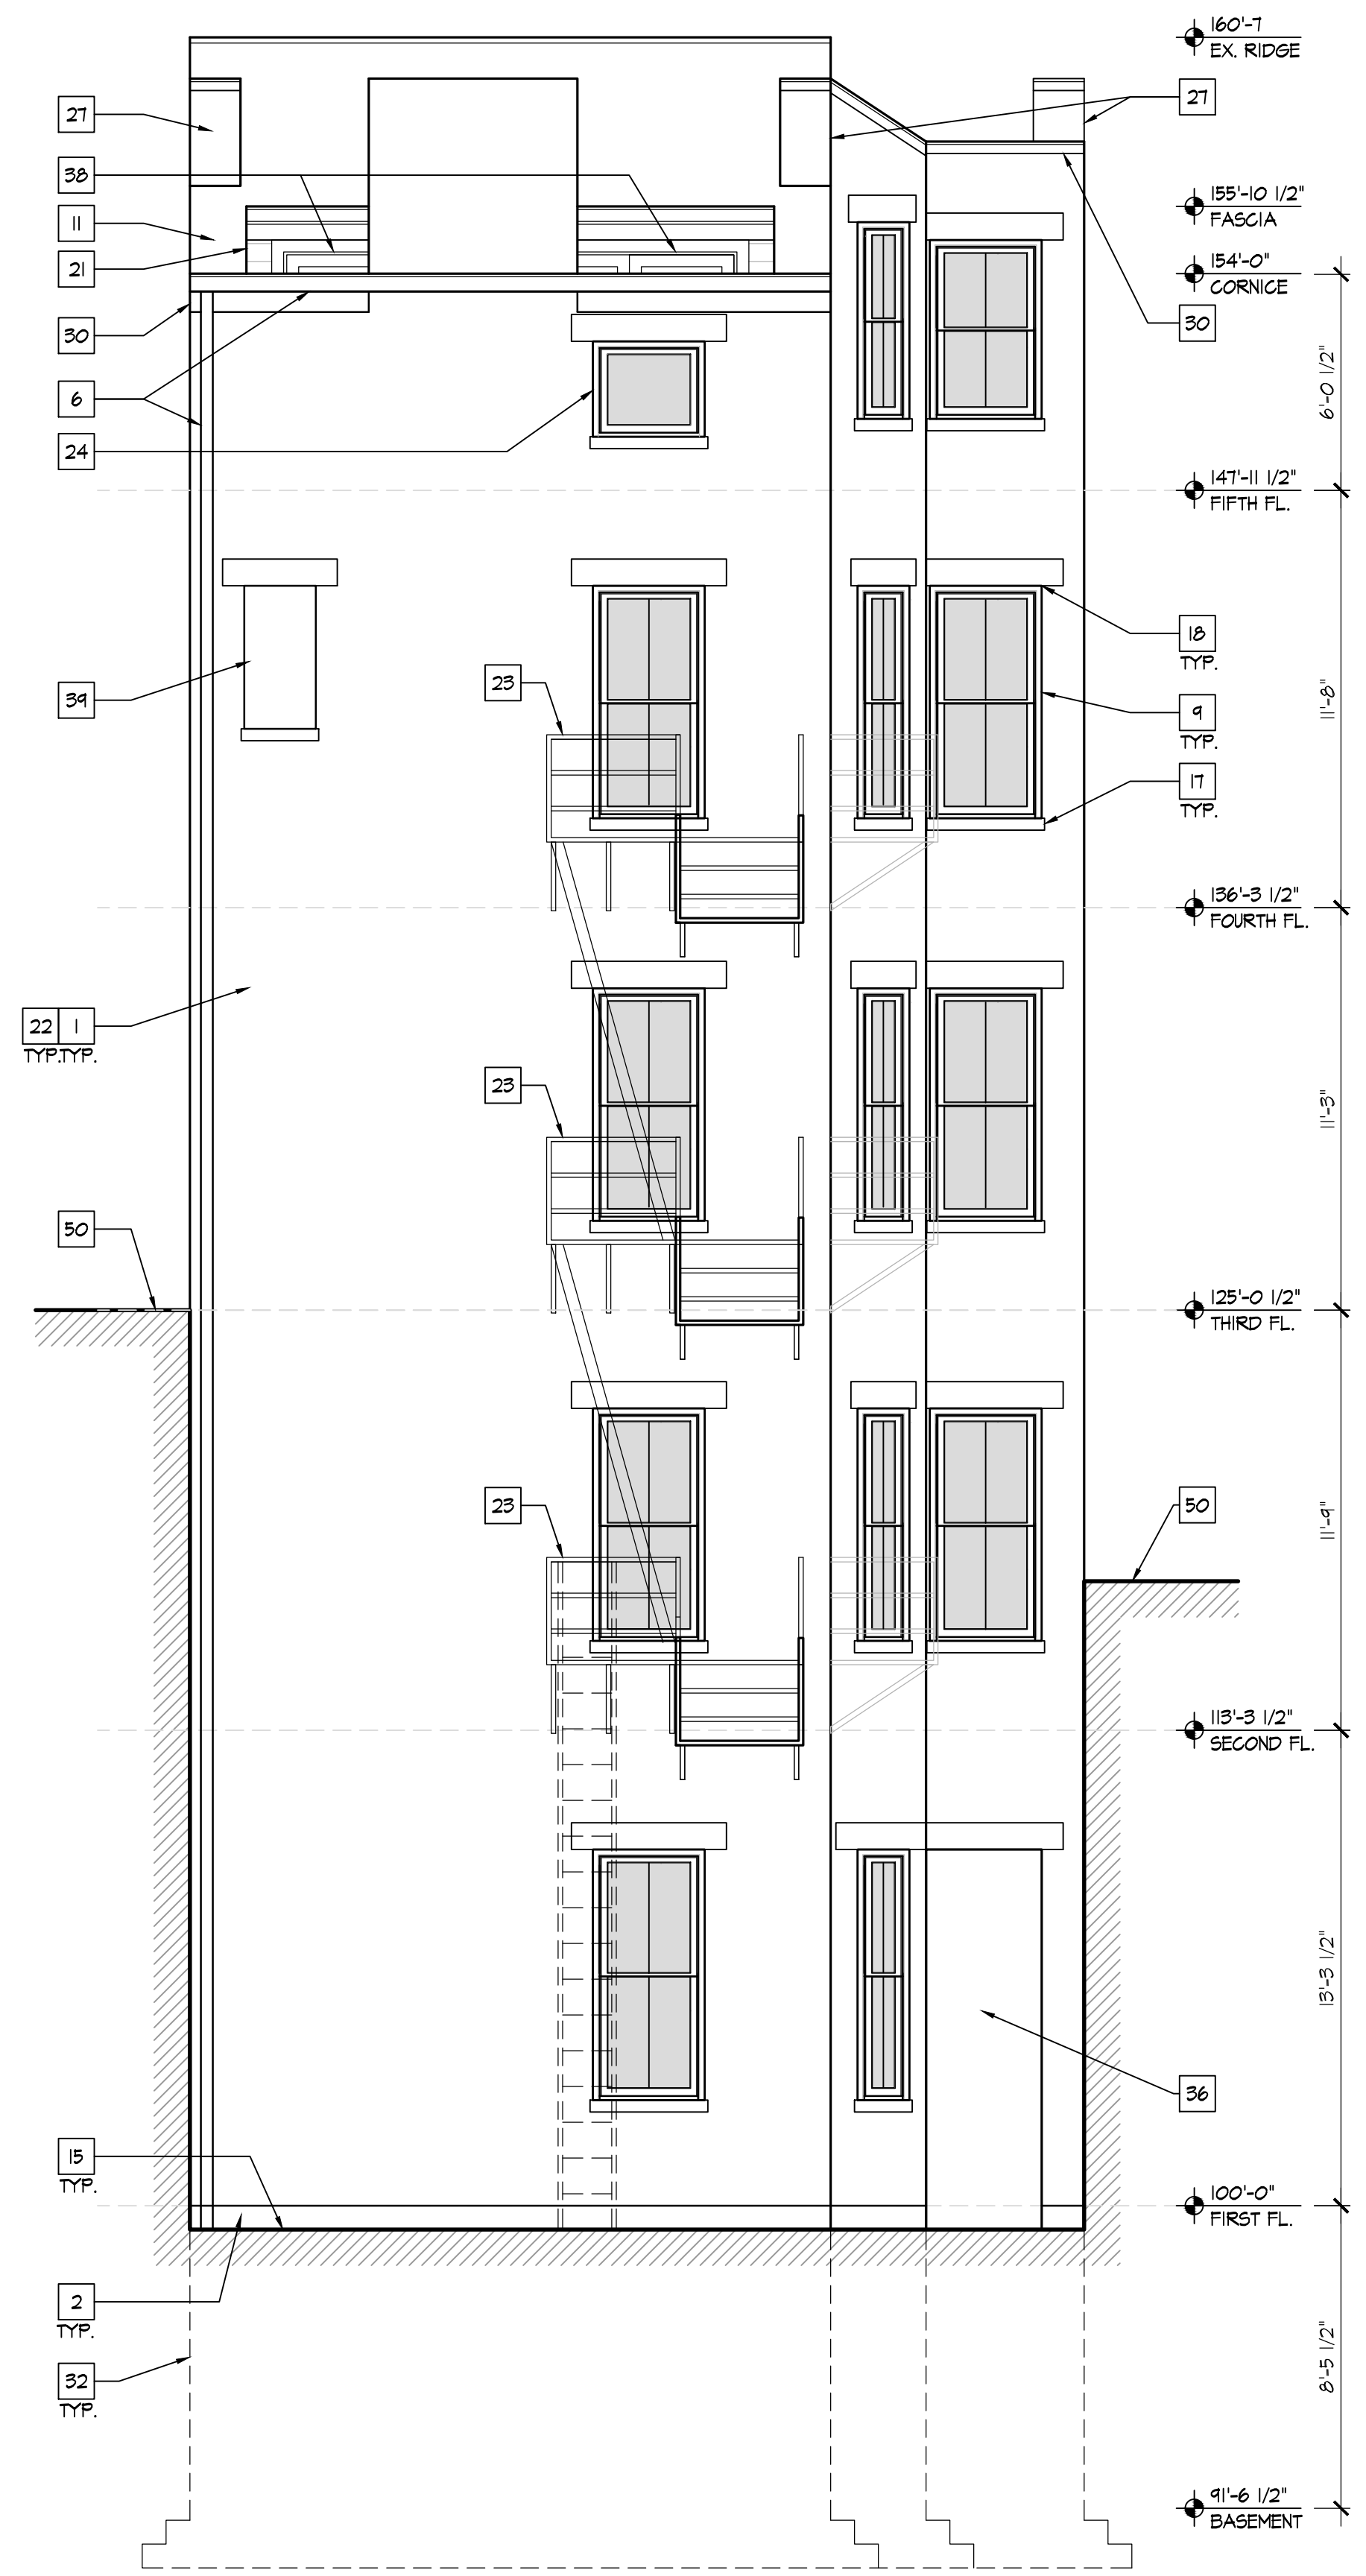 160'-7
EX. RIDGE
27
27
38
155'-10 1/2"
FASCIA
11
21
154'-0"
CORNICE
30
30
6
6'-0 1/2"
24
147'-11 1/2"
FIFTH FL.
18
TYP.
23
39
11'-8"
9
TYP.
17
TYP.
136'-3 1/2"
FOURTH FL.
22 1
TYP. TYP.
23
11'-3"
50
125'-0 1/2"
THIRD FL.
23
50
11'-9"
113'-3 1/2"
SECOND FL.
13'-3 1/2"
36
15
TYP.
100'-0"
FIRST FL.
2
TYP.
32
TYP.
8'-5 1/2"
91'-6 1/2"
BASEMENT